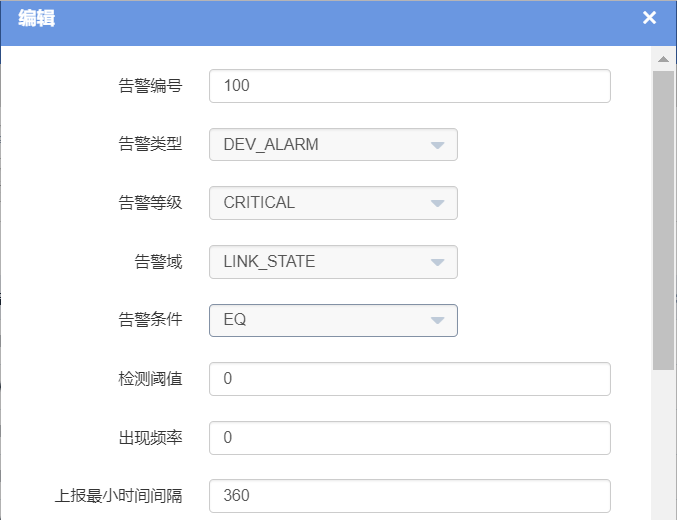 编辑
告警编号 100
告警类型 DEV_ALARM
告警等级 CRITICAL
告警域 LINK_STATE
告警条件 EQ
检测阈值 0
出现频率 0
上报最小时间间隔 360